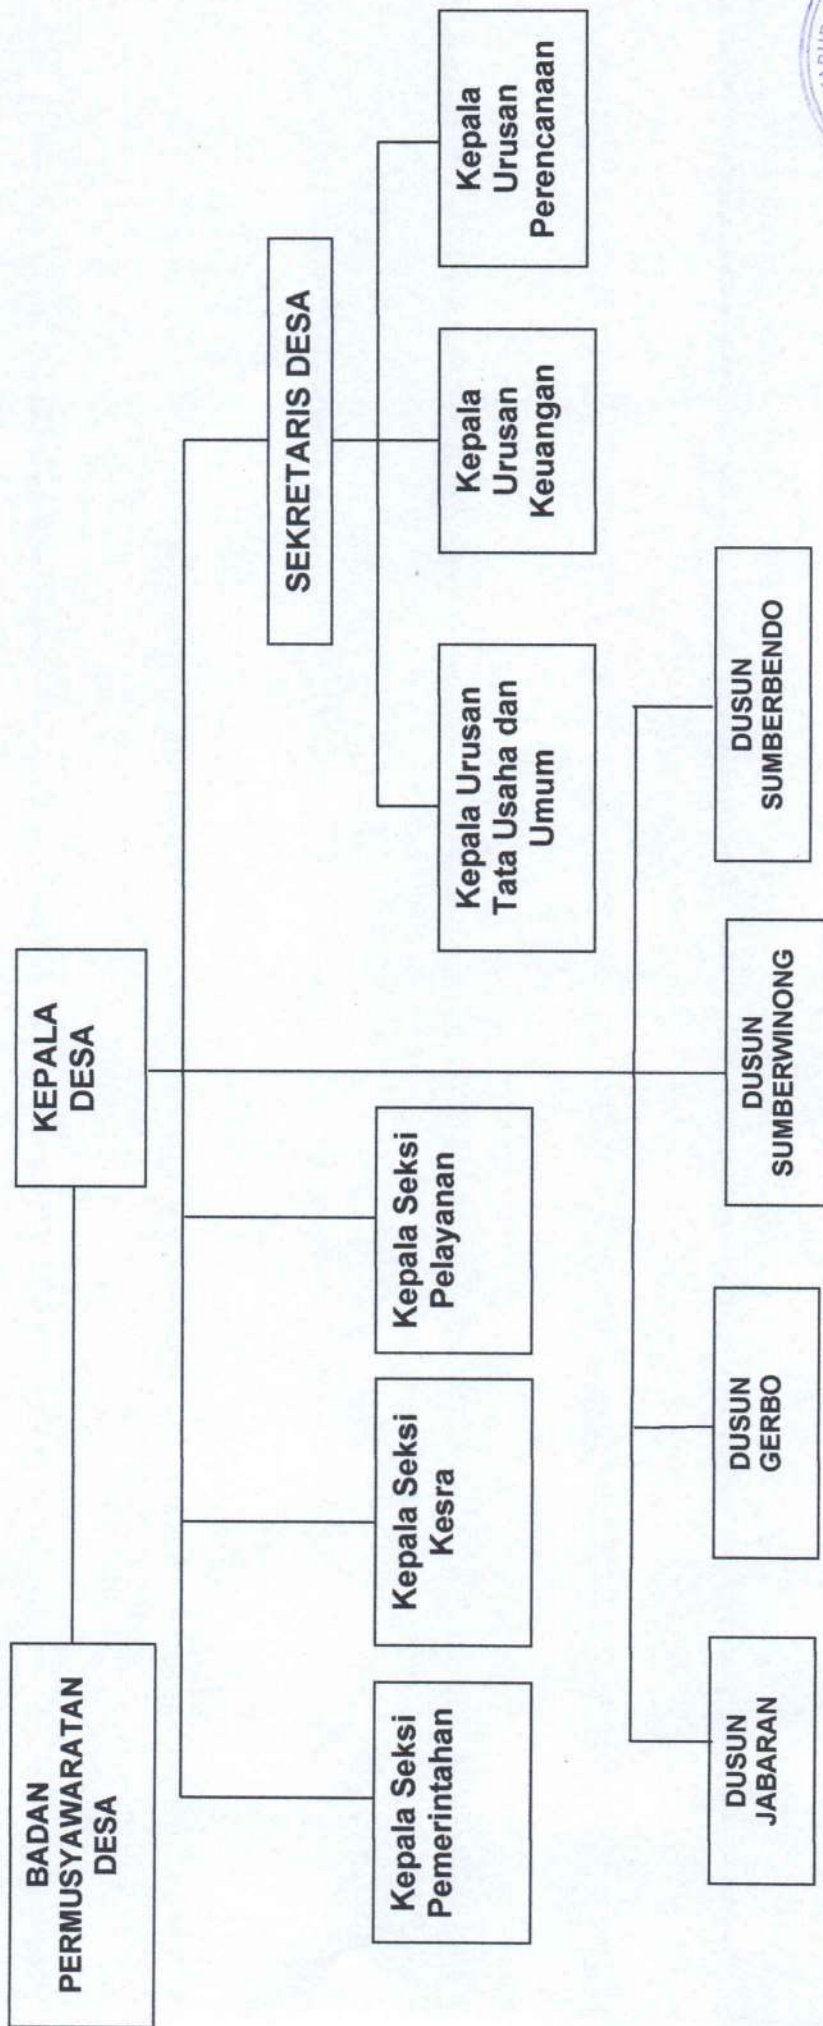 BADAN
PERMUSYAWARATAN
DESA
KEPALA
DESA
SEKRETARIS DESA
Kepala Seksi
Pemerintahan
Kepala Seksi
Kesra
Kepala Seksi
Pelayanan
Kepala Urusan
Tata Usaha dan
Umum
Kepala
Urusan
Keuangan
Kepala
Urusan
Perencanaan
DUSUN
JABARAN
DUSUN
GERBO
DUSUN
SUMBERWINONG
DUSUN
SUMBERBENDO